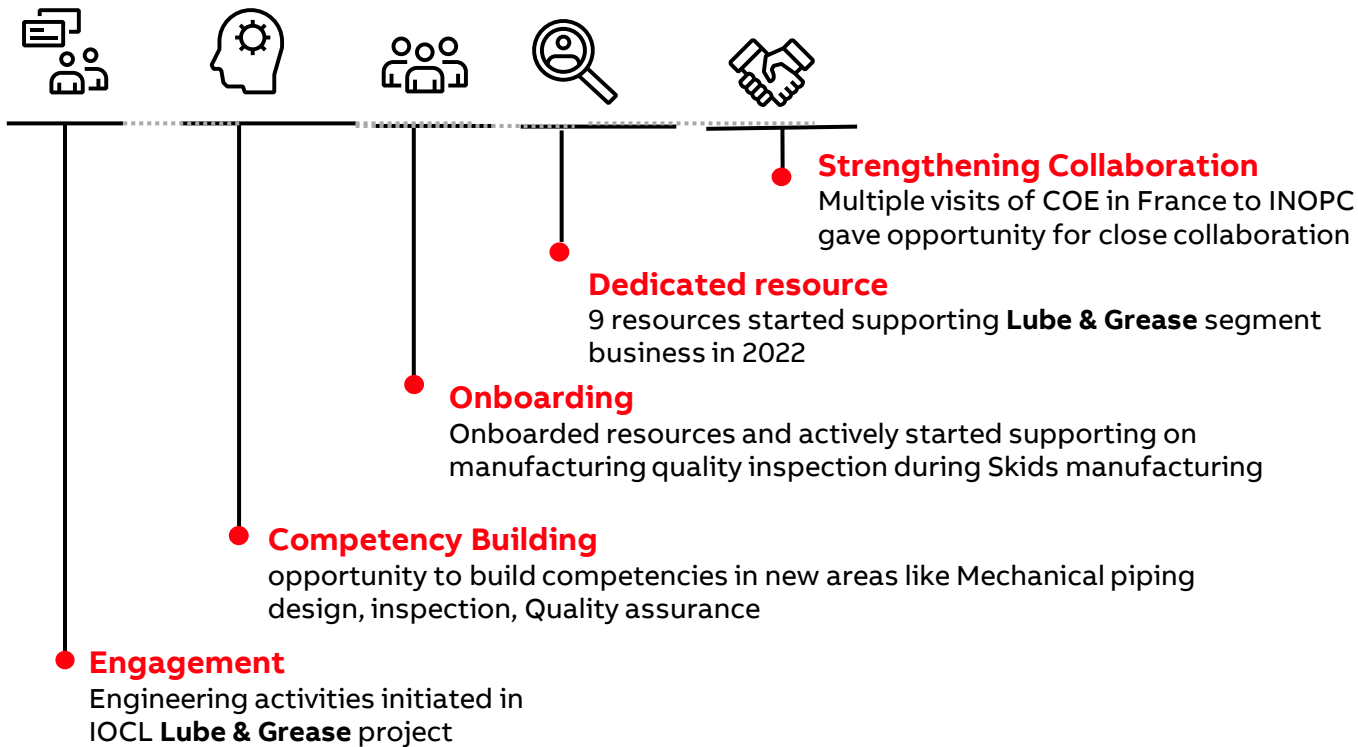 Strengthening Collaboration
Multiple visits of COE in France to INOPC
gave opportunity for close collaboration
Dedicated resource
9 resources started supporting Lube & Grease segment
business in 2022
Onboarding
Onboarded resources and actively started supporting on
manufacturing quality inspection during Skids manufacturing
Competency Building
opportunity to build competencies in new areas like Mechanical piping
design, inspection, Quality assurance
Engagement
Engineering activities initiated in
IOCL Lube & Grease project